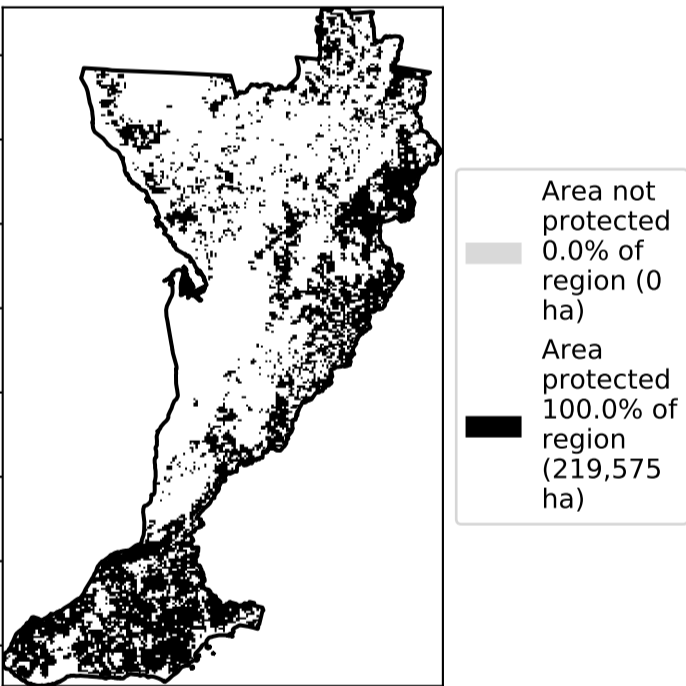 Area not
protected
0.0% of
region (0
ha)
Area
protected
100.0% of
region
(219,575
ha)